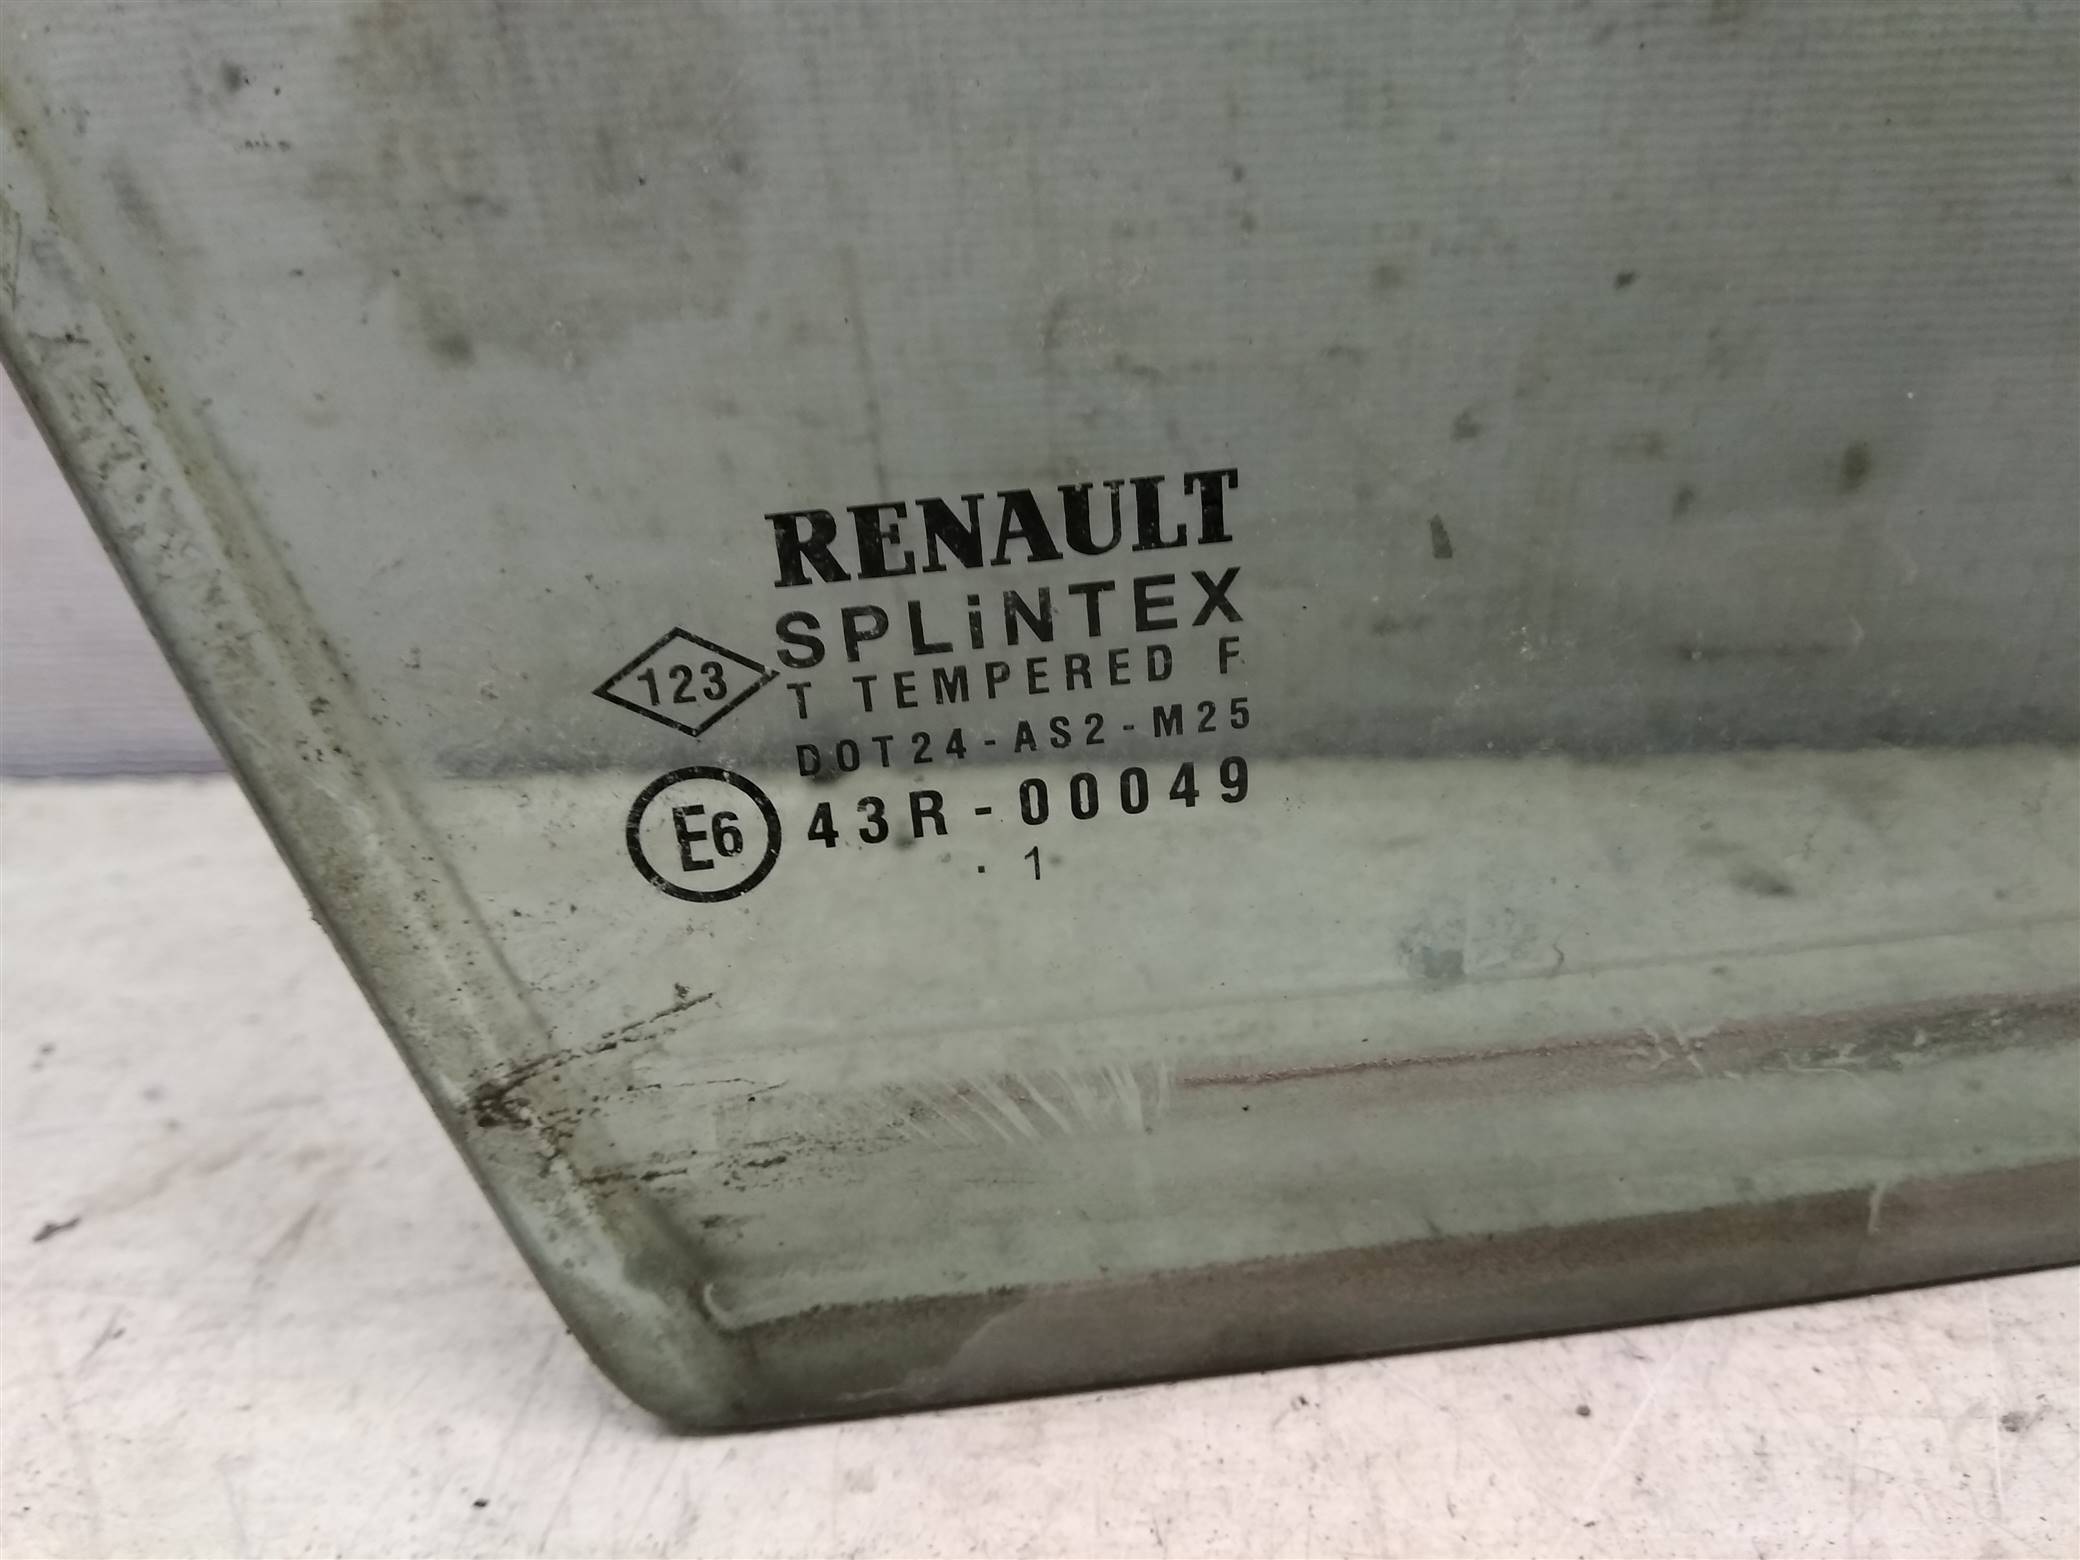 RENAULT
SPLiNTEX
123
T TEMPERED F
DOT24-AS2-M25
E6 43R-00049
. 1